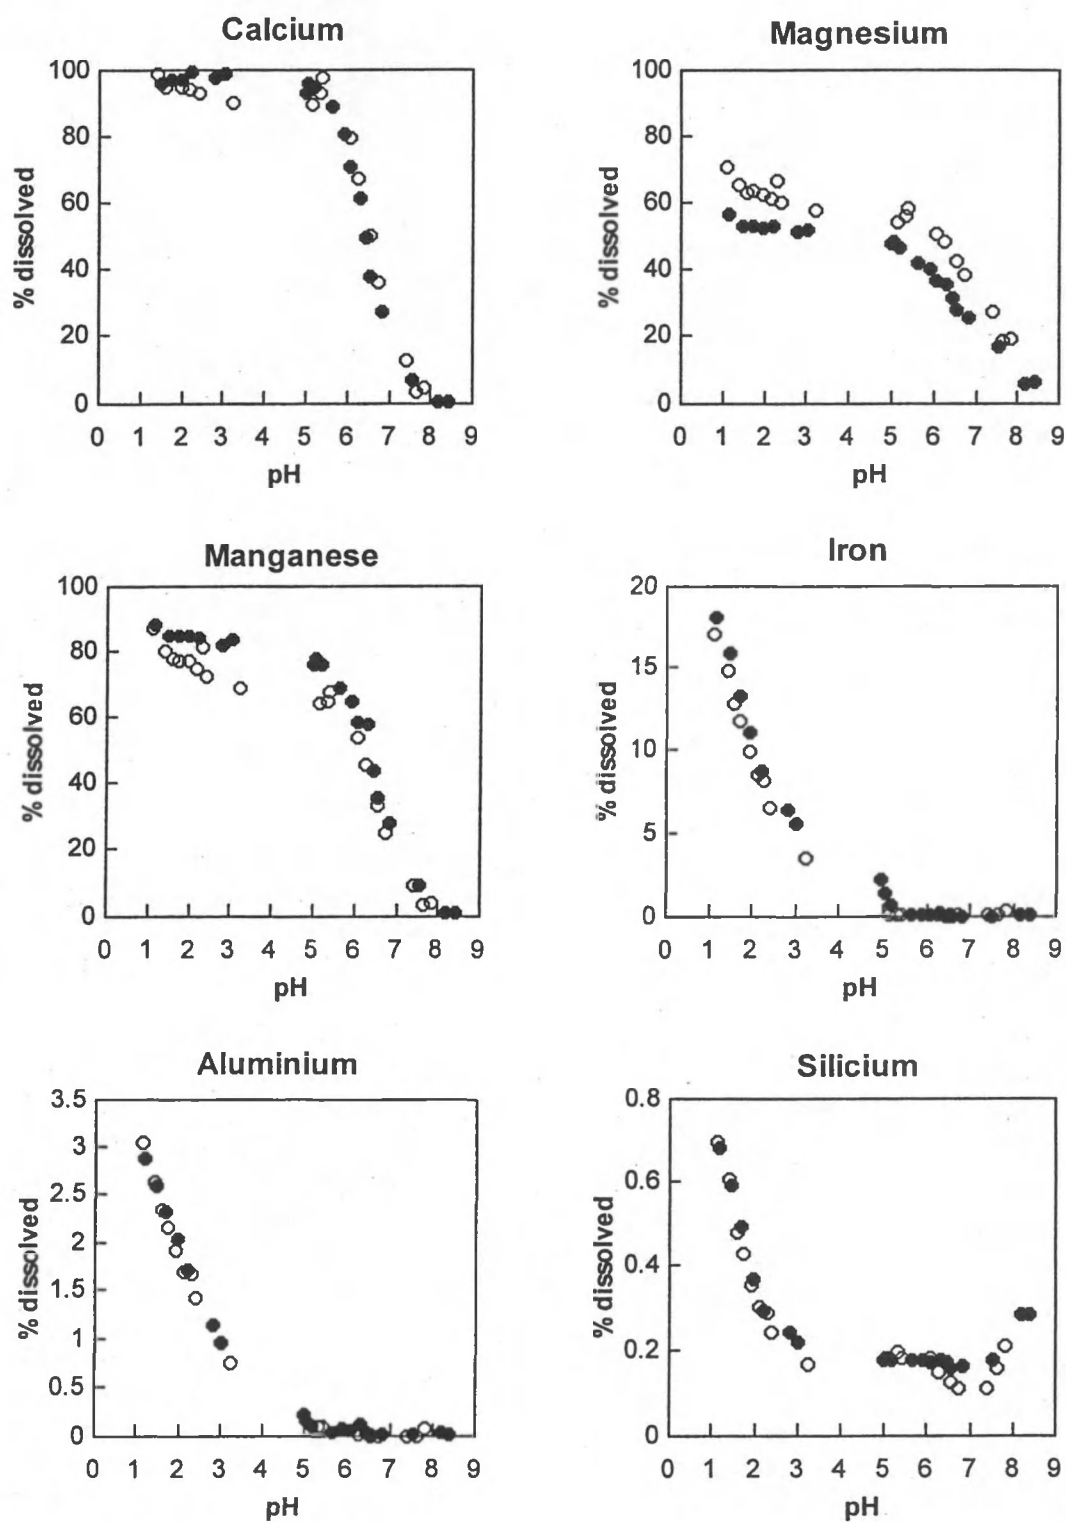 Calcium
100
80
60
40
20
0
% dissolved
0 1 2 3 4 5 6 7 8 9
pH
Magnesium
100
80
60
40
20
0
% dissolved
0 1 2 3 4 5 6 7 8 9
pH
Manganese
100
80
60
40
20
0
% dissolved
0 1 2 3 4 5 6 7 8 9
pH
Iron
20
15
10
5
0
% dissolved
0 1 2 3 4 5 6 7 8 9
pH
Aluminium
3.5
3
2.5
2
1.5
1
0.5
0
% dissolved
0 1 2 3 4 5 6 7 8 9
pH
Silicium
0.8
0.6
0.4
0.2
0
% dissolved
0 1 2 3 4 5 6 7 8 9
pH